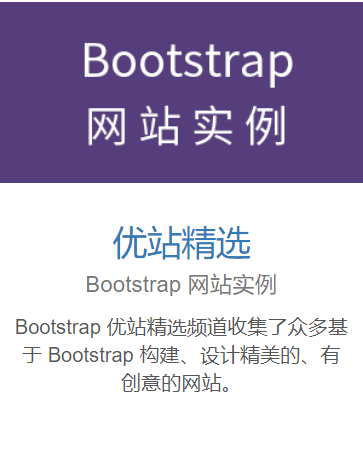 Bootstrap
网站实例
优站精选
Bootstrap 网站实例
Bootstrap 优站精选频道收集了众多基
于 Bootstrap 构建、设计精美的、有
创意的网站。